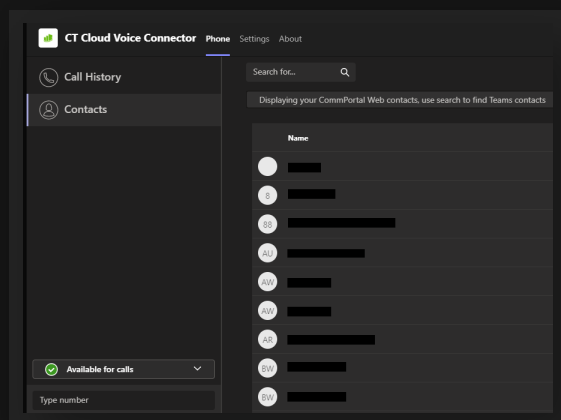 CT Cloud Voice Connector Phone Settings About
Call History
Contacts
Search for...
Displaying your CommPortal Web contacts, use search to find Teams contacts
Name
8
88
AU
AW
AW
AR
BW
BW
Available for calls
Type number